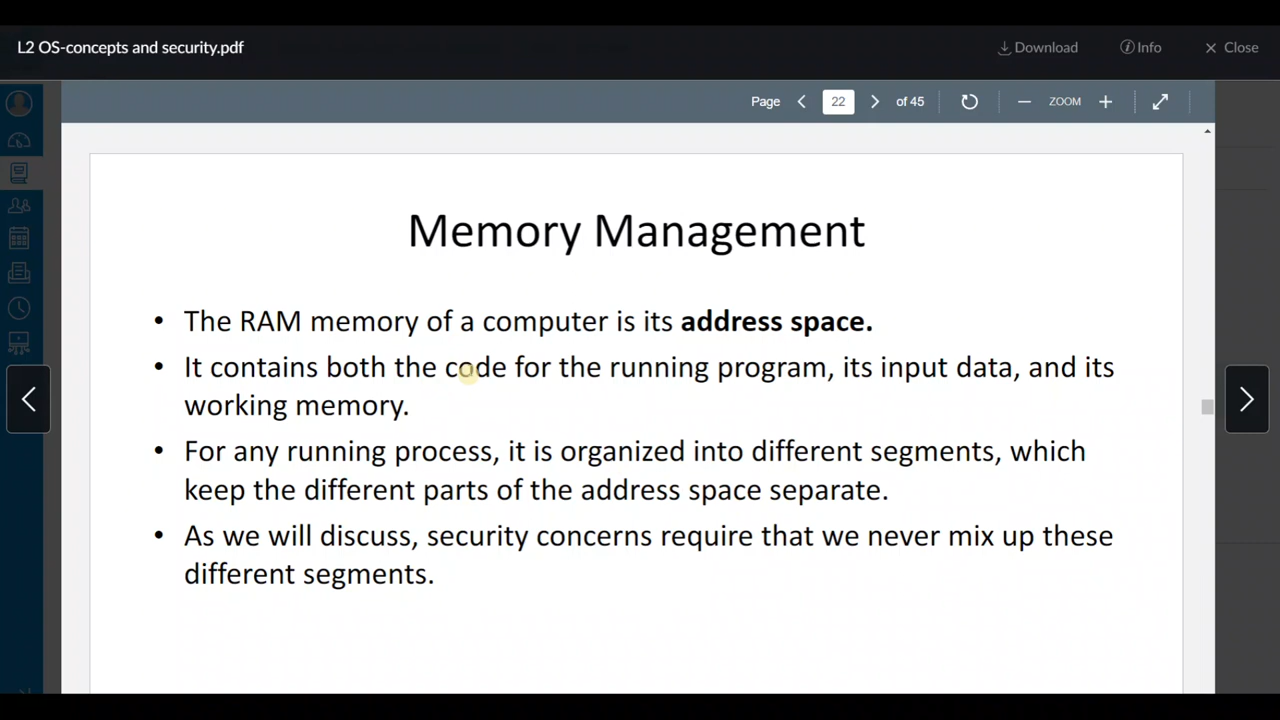 L2 OS-concepts and security.pdf
Download
Info
Close
Page
22
of 45
ZOOM
Memory Management
• The RAM memory of a computer is its address space.
• It contains both the code for the running program, its input data, and its
working memory.
• For any running process, it is organized into different segments, which
keep the different parts of the address space separate.
• As we will discuss, security concerns require that we never mix up these
different segments.